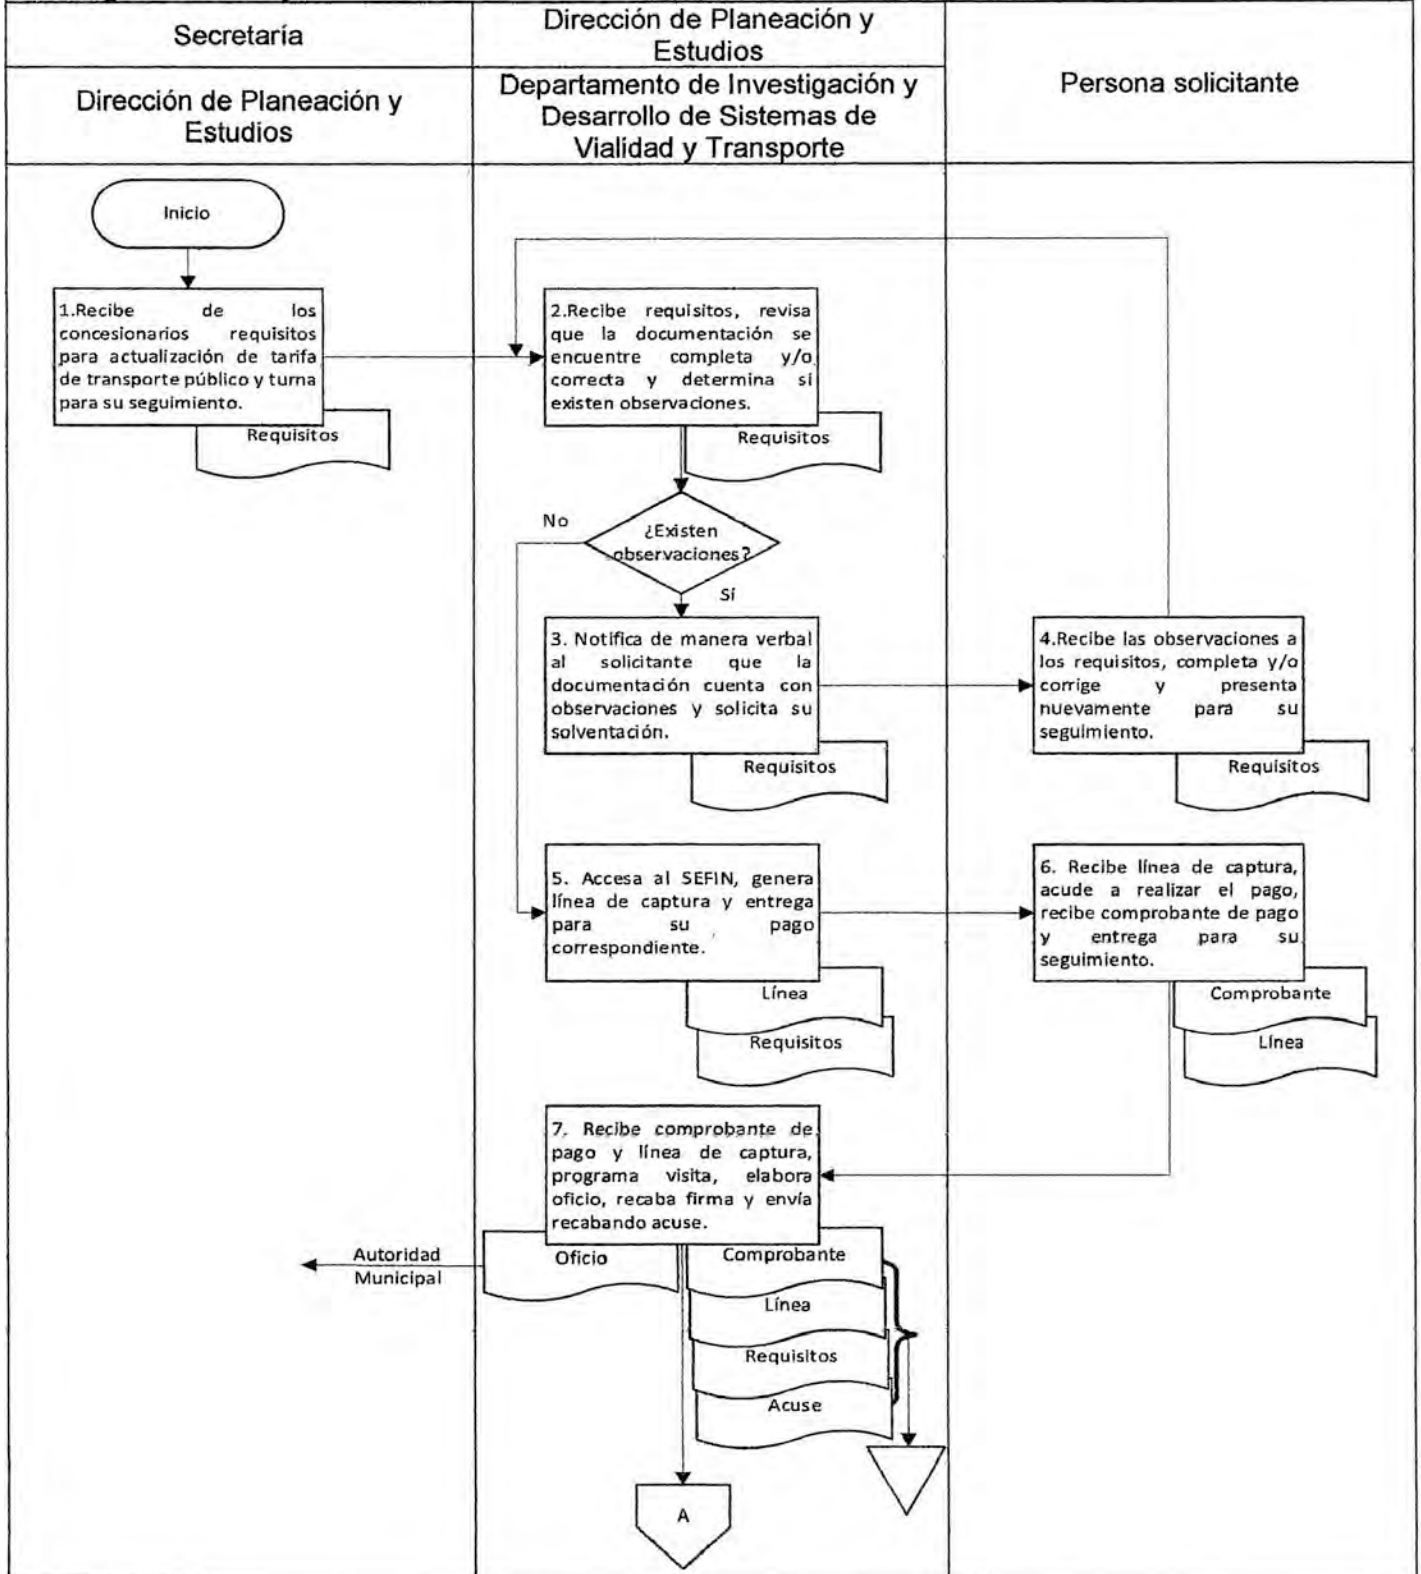 Secretaría
Dirección de Planeación y
Estudios
Dirección de Planeación y
Estudios
Departamento de Investigación y
Desarrollo de Sistemas de
Vialidad y Transporte
Persona solicitante
Inicio
1.Recibe de los
concesionarios requisitos
para actualización de tarifa
de transporte público y turna
para su seguimiento.
Requisitos
2.Recibe requisitos, revisa
que la documentación se
encuentre completa y/o
correcta y determina si
existen observaciones.
Requisitos
¿Existen
observaciones?
No
Sí
3. Notifica de manera verbal
al solicitante que la
documentación cuenta con
observaciones y solicita su
solventación.
Requisitos
4.Recibe las observaciones a
los requisitos, completa y/o
corrige y presenta
nuevamente para su
seguimiento.
Requisitos
5. Accesa al SEFIN, genera
línea de captura y entrega
para su pago
correspondiente.
Línea
Requisitos
6. Recibe línea de captura,
acude a realizar el pago,
recibe comprobante de pago
y entrega para su
seguimiento.
Comprobante
Línea
7. Recibe comprobante de
pago y línea de captura,
programa visita, elabora
oficio, recaba firma y envía
recabando acuse.
Autoridad
Municipal
Oficio
Comprobante
Línea
Requisitos
Acuse
A